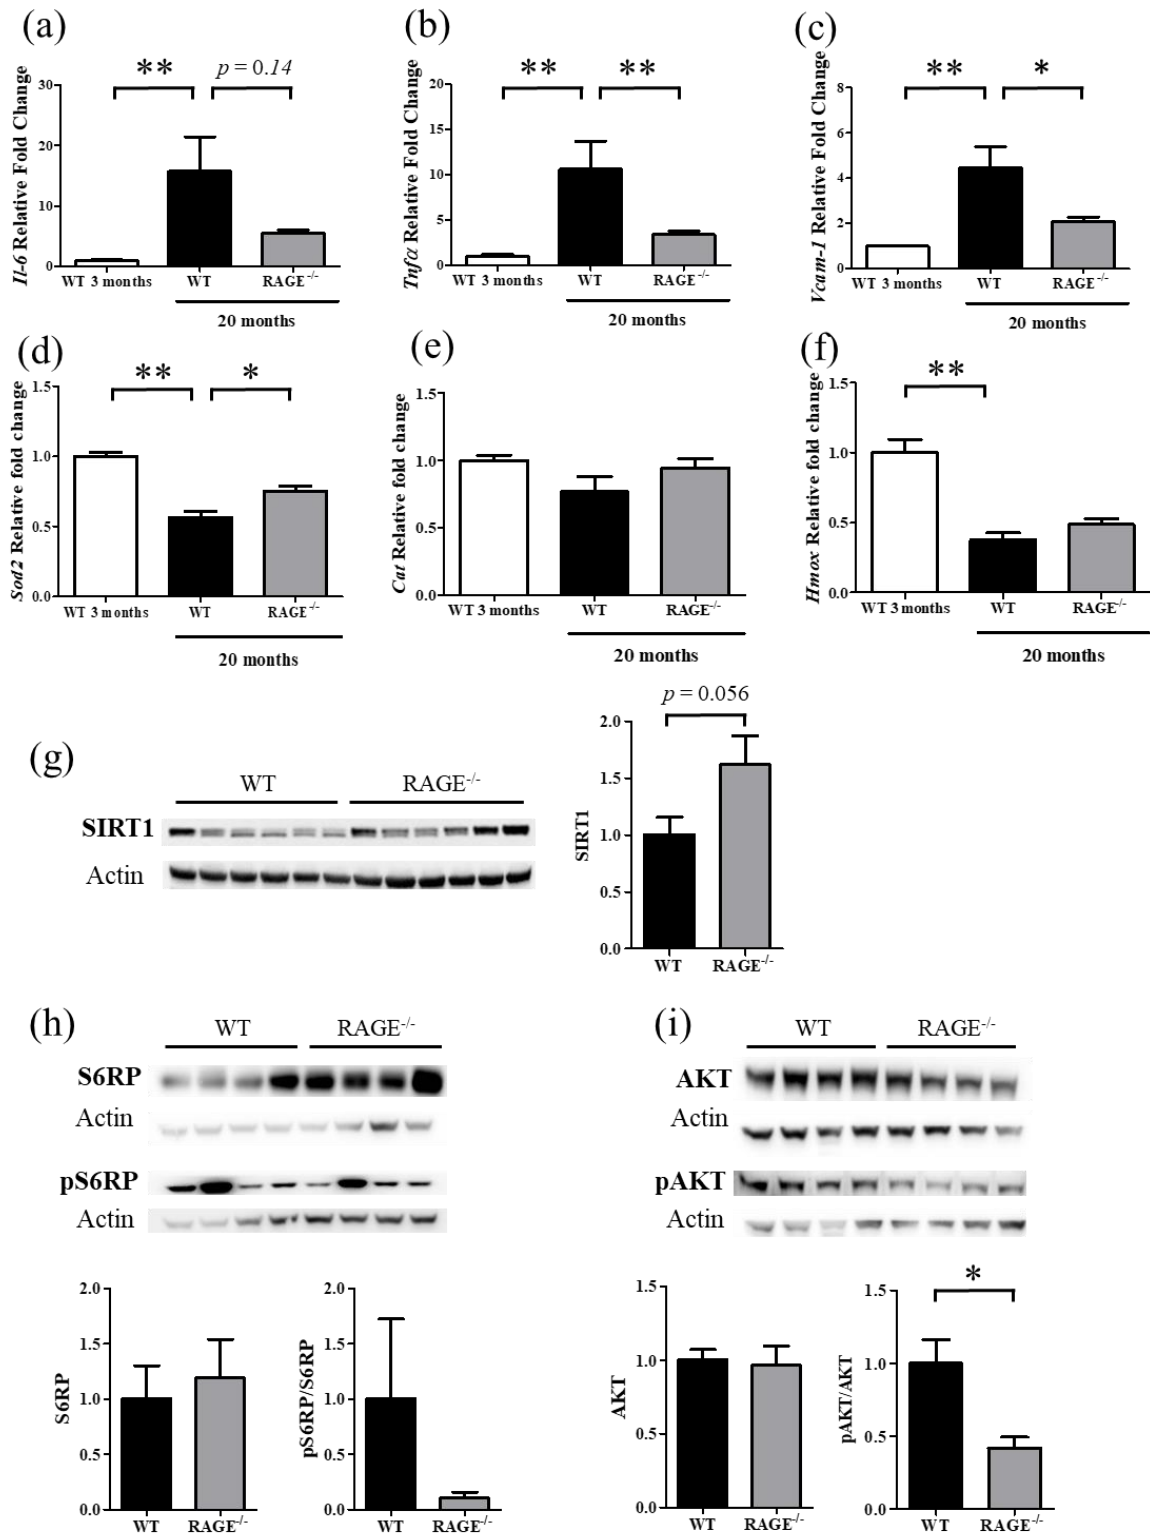 (a)
** p = 0.14
Il-6 Relative Fold Change
30
20
10
0
WT 3 months WT RAGE-/-
20 months
(b)
** **
Tnfα Relative Fold Change
20
15
10
5
0
WT 3 months WT RAGE-/-
20 months
(c)
** *
Vcam-1 Relative Fold Change
8
6
4
2
0
WT 3 months WT RAGE-/-
20 months
(d)
** *
Sod2 Relative fold change
1.5
1.0
0.5
0.0
WT 3 months WT RAGE-/-
20 months
(e)
Cat Relative fold change
1.5
1.0
0.5
0.0
WT 3 months WT RAGE-/-
20 months
(f)
**
Hmox Relative fold change
1.5
1.0
0.5
0.0
WT 3 months WT RAGE-/-
20 months
(g)
WT RAGE-/-
SIRT1
Actin
p = 0.056
SIRT1
2.0
1.5
1.0
0.5
0.0
WT RAGE-/-
(h)
WT RAGE-/-
S6RP
Actin
pS6RP
Actin
S6RP
2.0
1.5
1.0
0.5
0.0
WT RAGE-/-
pS6RP/S6RP
2.0
1.5
1.0
0.5
0.0
WT RAGE-/-
(i)
WT RAGE-/-
AKT
Actin
pAKT
Actin
AKT
1.5
1.0
0.5
0.0
WT RAGE-/-
*
pAKT/AKT
1.5
1.0
0.5
0.0
WT RAGE-/-